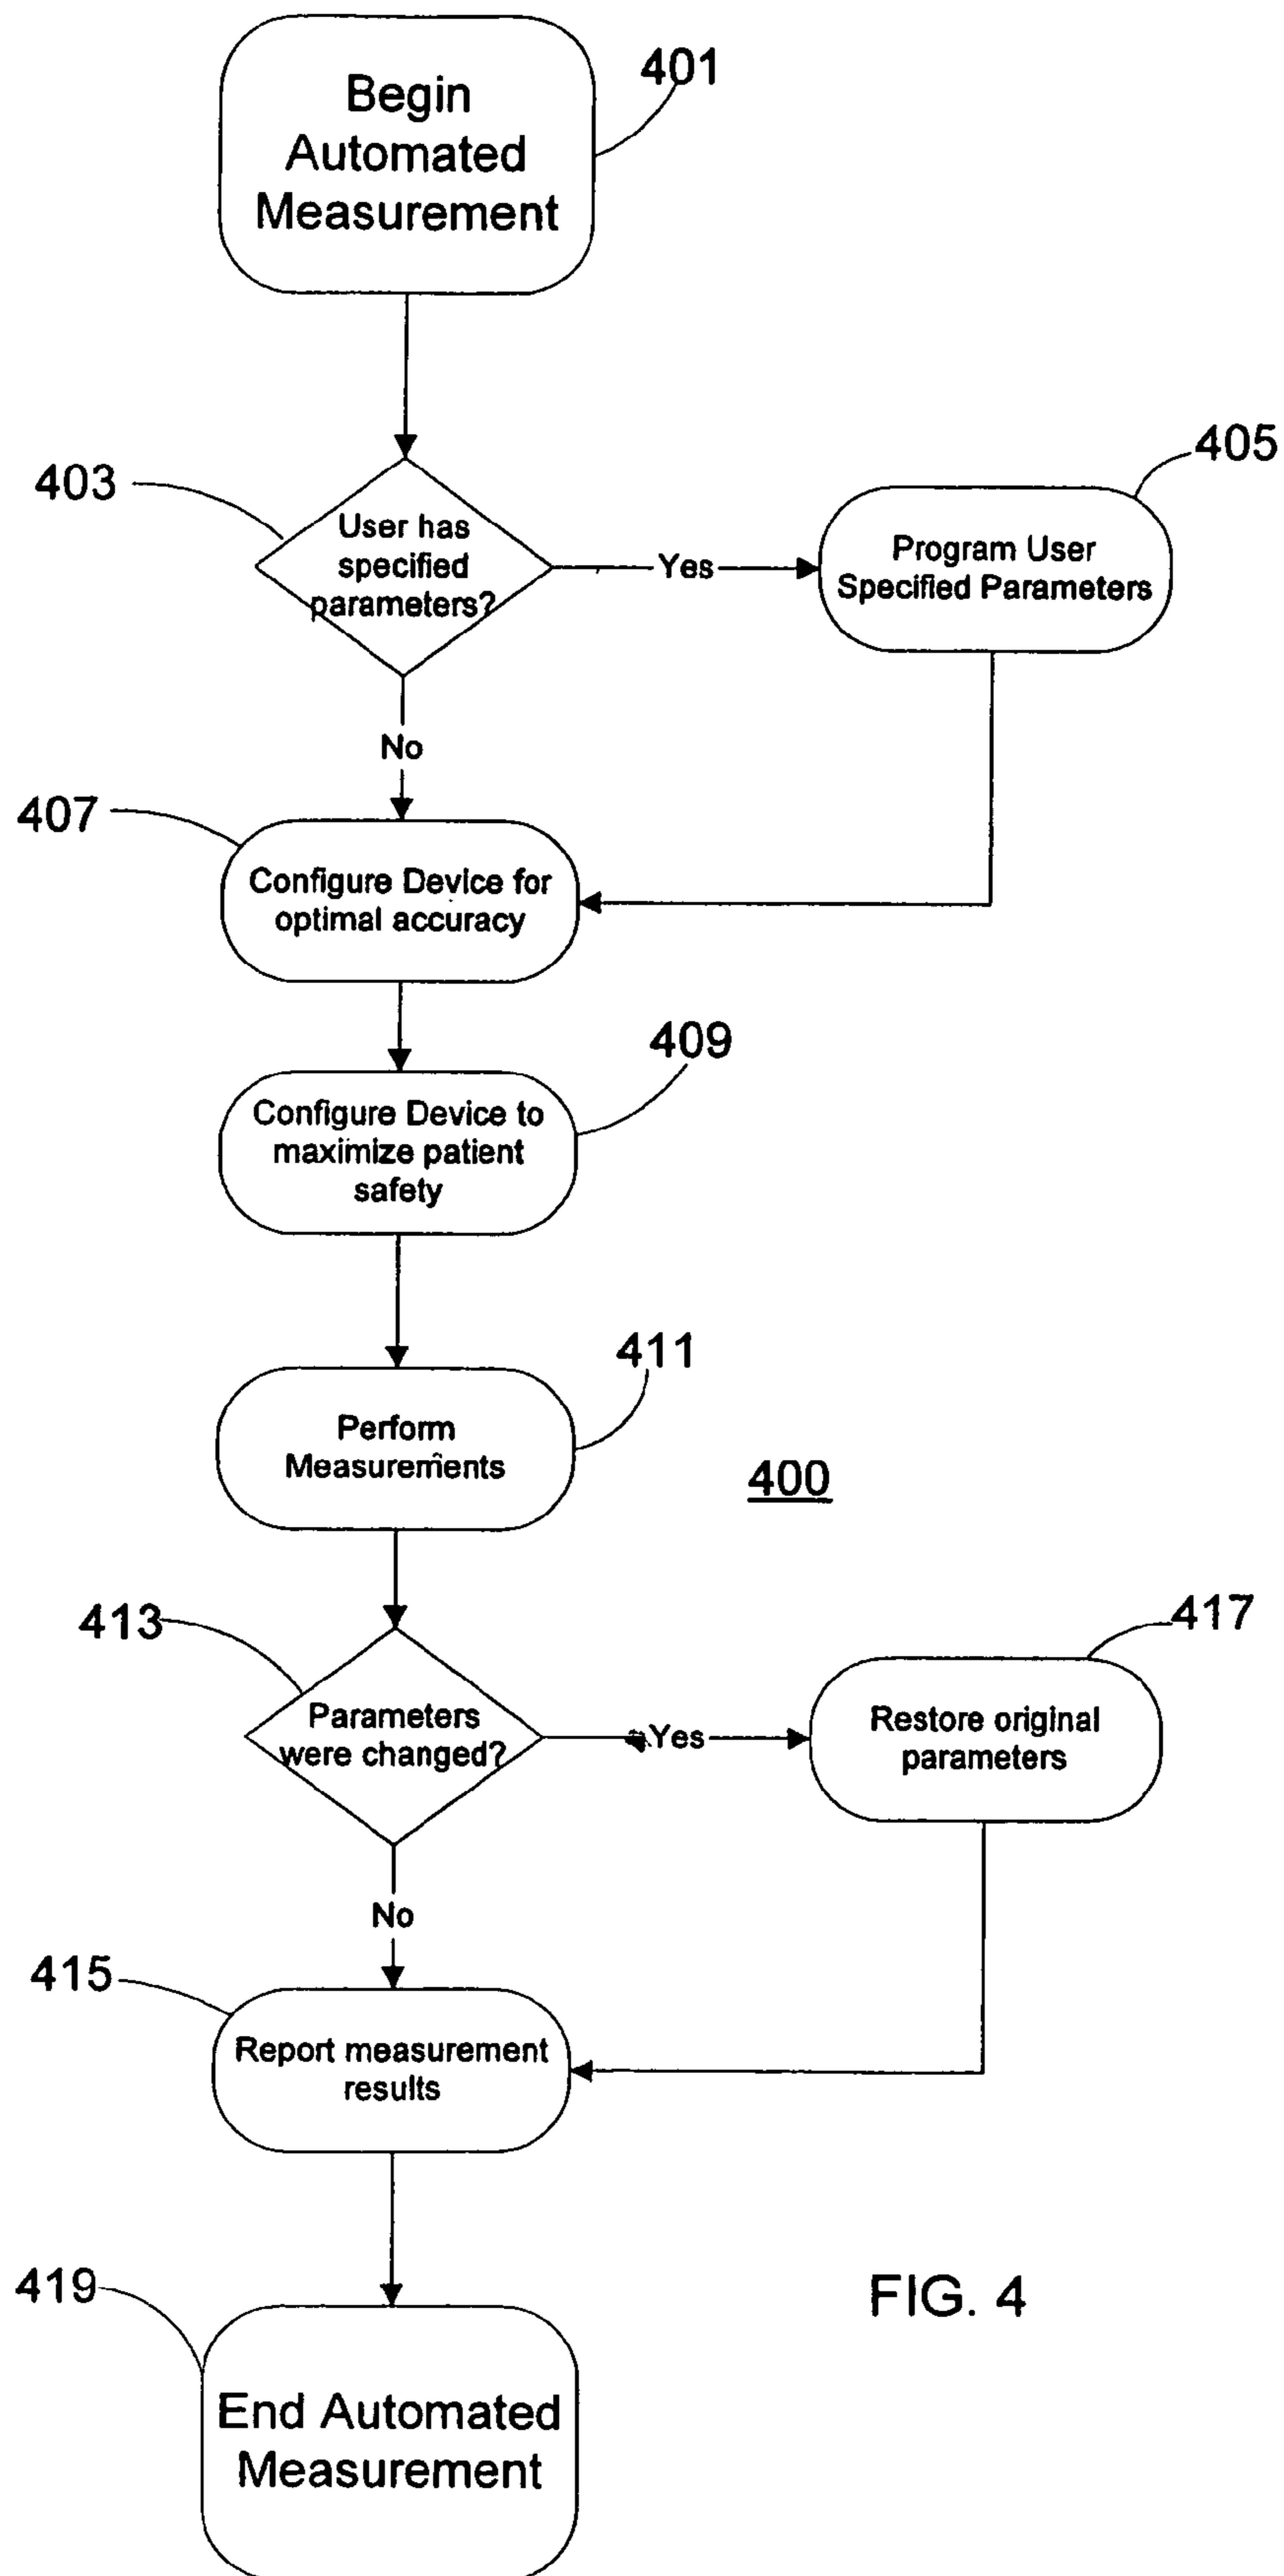 Begin
Automated
Measurement
401
403
User has
specified
parameters?
Yes
405
Program User
Specified Parameters
No
407
Configure Device for
optimal accuracy
409
Configure Device to
maximize patient
safety
411
Perform
Measurements
400
413
Parameters
were changed?
Yes
417
Restore original
parameters
No
415
Report measurement
results
419
End Automated
Measurement
FIG. 4